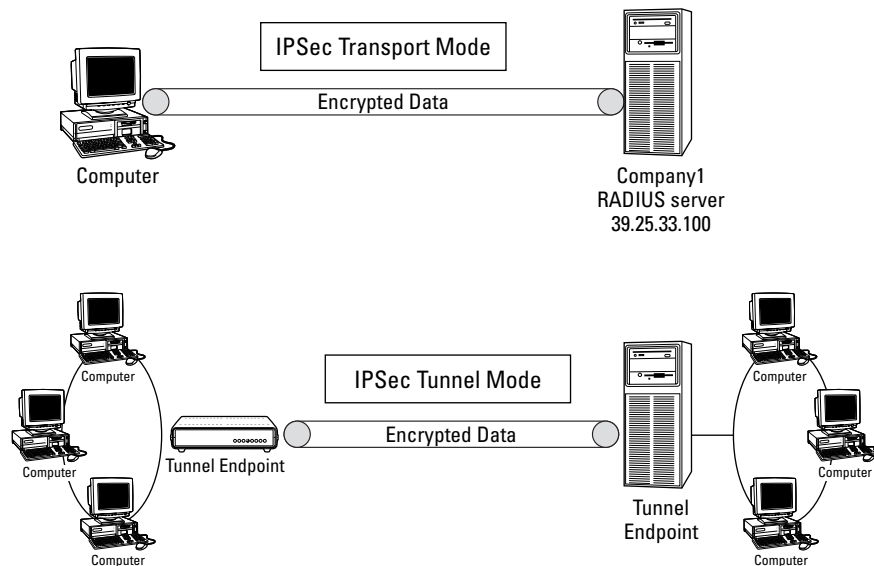 IPSec Transport Mode
Encrypted Data
Computer
Company1
RADIUS server
39.25.33.100
Computer
IPSec Tunnel Mode
Computer
Computer
Encrypted Data
Computer
Tunnel Endpoint
Computer
Tunnel
Endpoint
Computer
Computer